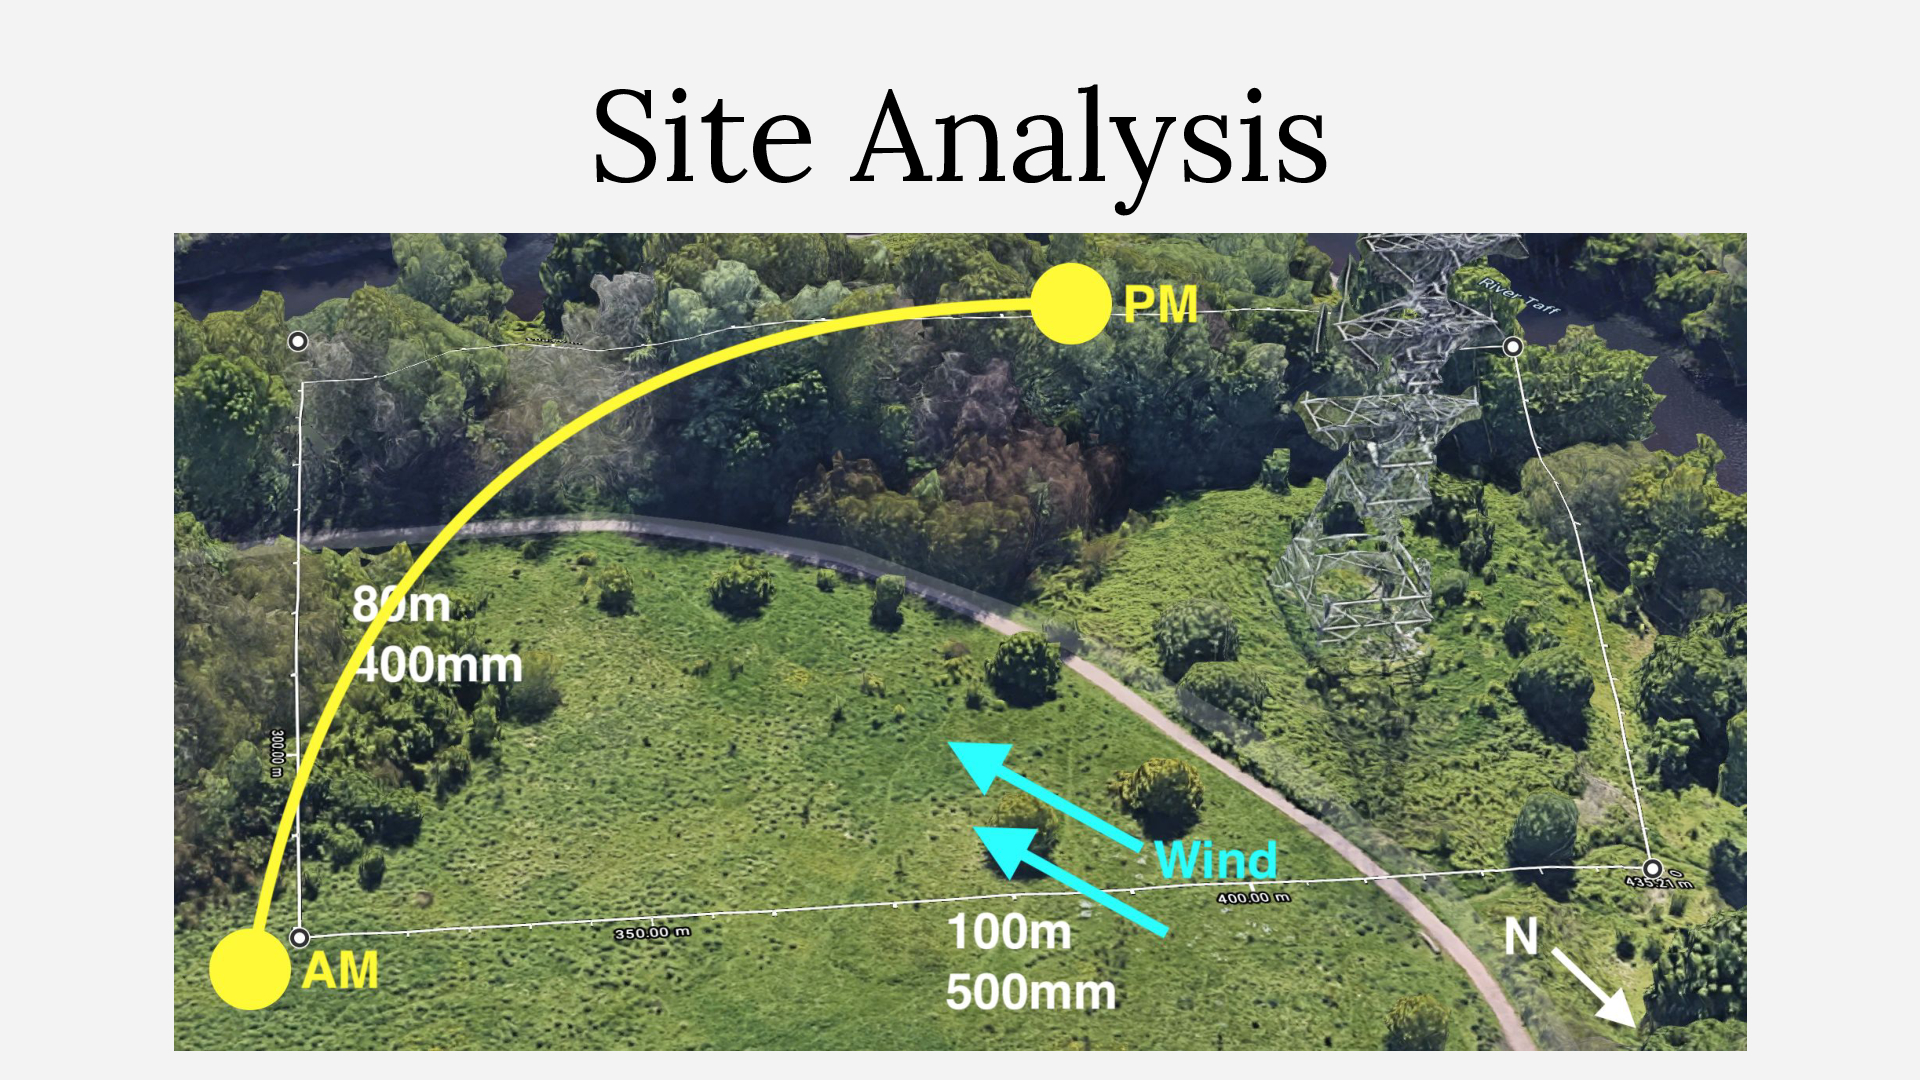 Site Analysis
PM
River Taff
80m
400mm
300.00 m
Wind
435.21 m
400.00 m
100m
500mm
350.00 m
N
AM